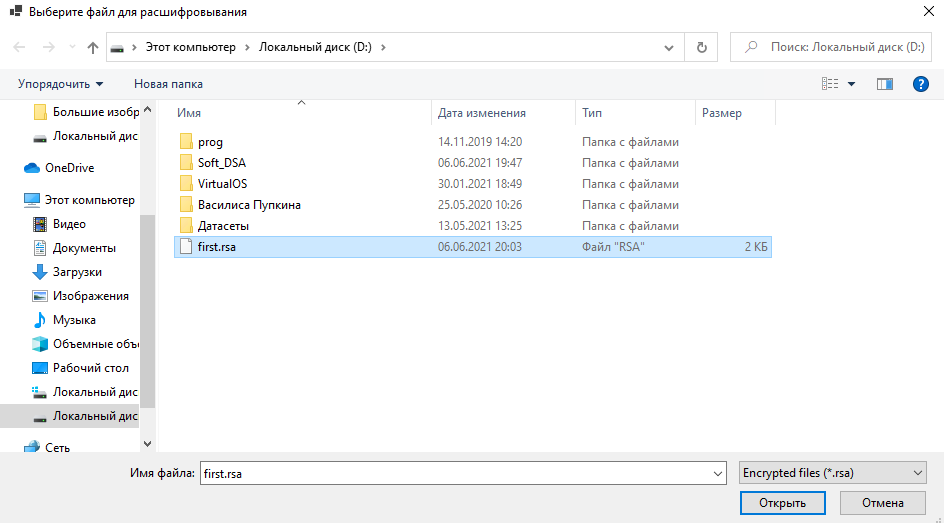 Выберите файл для расшифровывания
Этот компьютер Локальный диск (D:)
Поиск: Локальный диск (D:)
Упорядочить Новая папка
Большие изобр
Локальный дис
OneDrive
Этот компьютер
Видео
Документы
Загрузки
Изображения
Музыка
Объемные объ
Рабочий стол
Локальный дис
Локальный дис
Сеть
Имя Дата изменения Тип Размер
prog 14.11.2019 14:20 Папка с файлами
Soft_DSA 06.06.2021 19:47 Папка с файлами
VirtualOS 30.01.2021 18:49 Папка с файлами
Василиса Пупкина 25.05.2020 10:26 Папка с файлами
Датасеты 13.05.2021 13:25 Папка с файлами
first.rsa 06.06.2021 20:03 Файл "RSA" 2 КБ
Имя файла: first.rsa Encrypted files (*.rsa)
Открыть Отмена